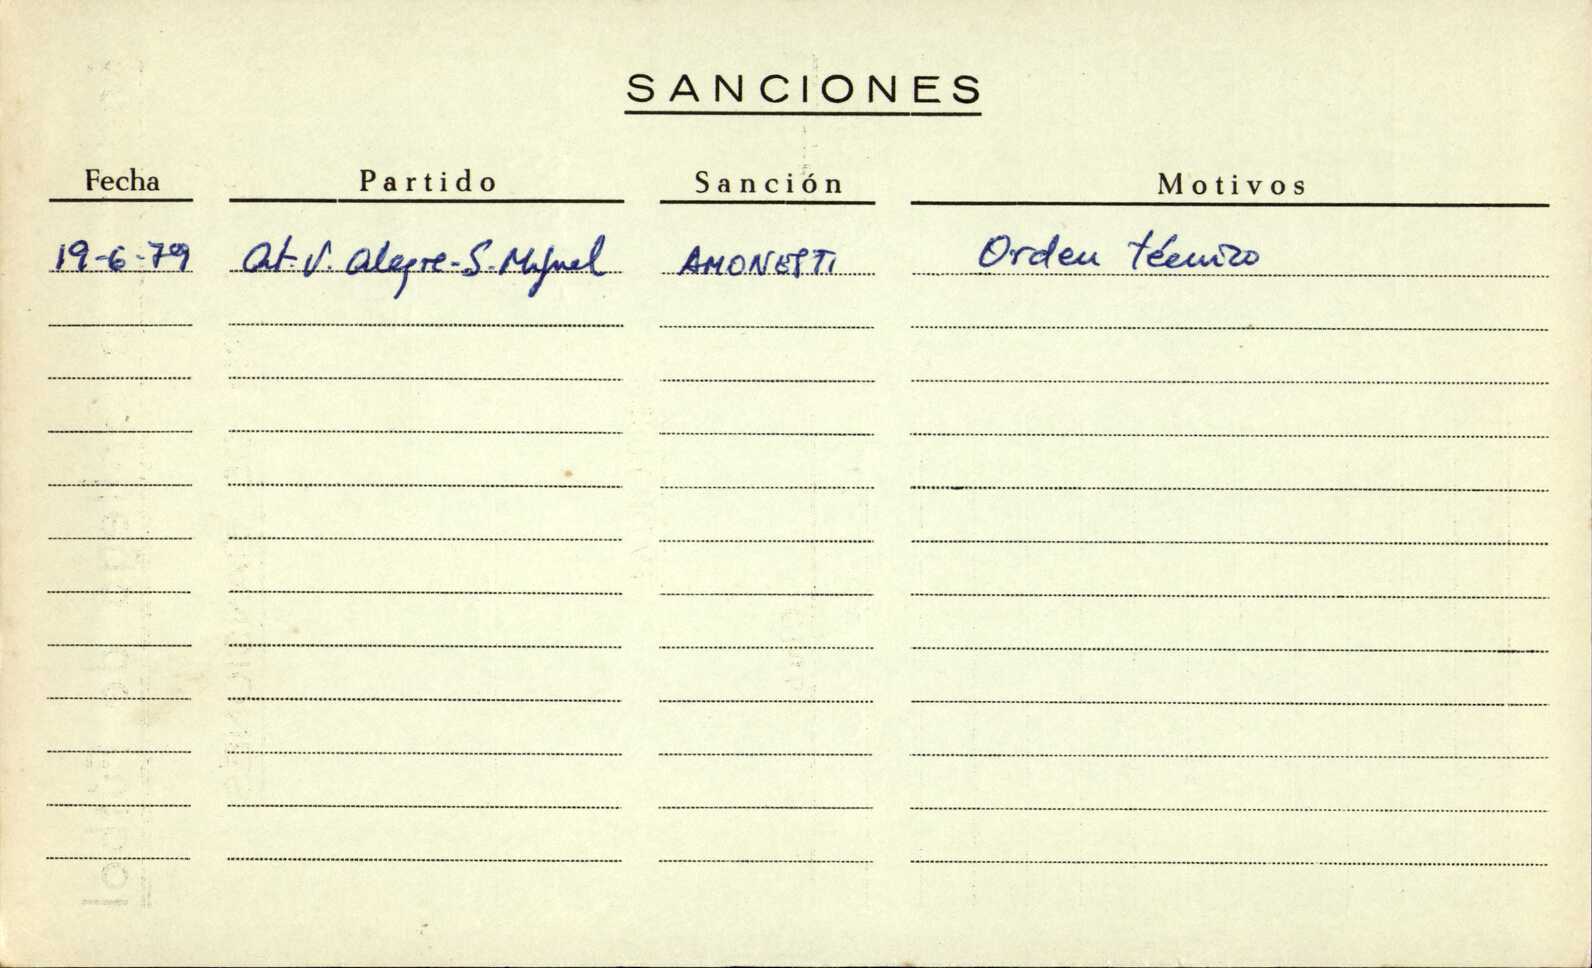 SANCIONES
Fecha Partido Sanción Motivos
19-6-79 At. V. Alegre-S. Miguel AMONESTI Orden técnico